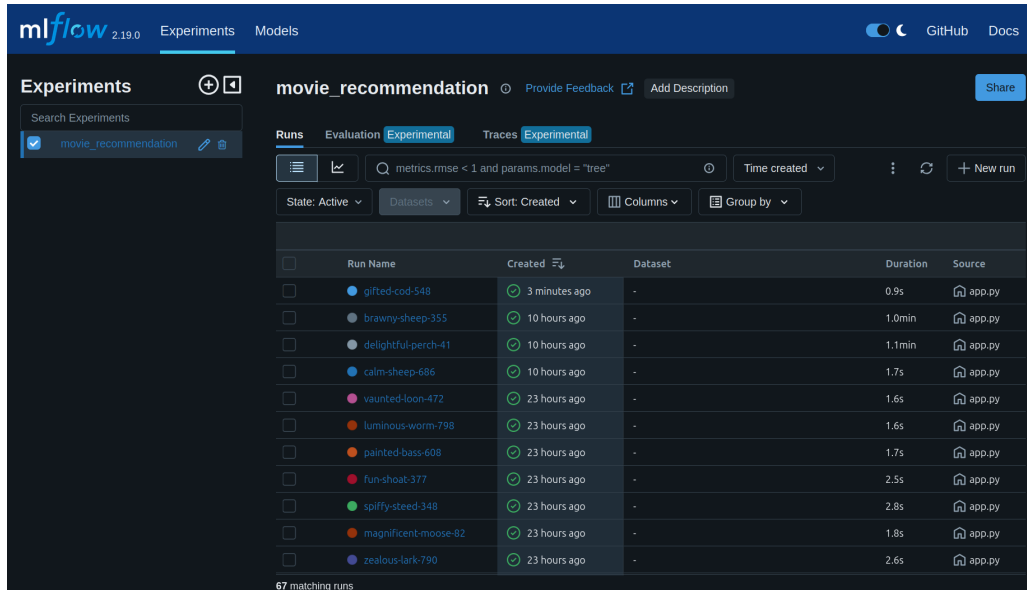 mlflow 2.19.0 Experiments Models GitHub Docs
Experiments
Search Experiments
movie_recommendation
movie_recommendation Provide Feedback Add Description Share
Runs Evaluation Experimental Traces Experimental
metrics.rmse < 1 and params.model = "tree" Time created New run
State: Active Datasets Sort: Created Columns Group by
Run Name Created Dataset Duration Source
gifted-cod-548 3 minutes ago - 0.9s app.py
brawny-sheep-355 10 hours ago - 1.0min app.py
delightful-perch-41 10 hours ago - 1.1min app.py
calm-sheep-686 10 hours ago - 1.7s app.py
vaunted-loon-472 23 hours ago - 1.6s app.py
luminous-worm-798 23 hours ago - 1.6s app.py
painted-bass-608 23 hours ago - 1.7s app.py
fun-shoat-377 23 hours ago - 2.5s app.py
spiffy-steed-348 23 hours ago - 2.8s app.py
magnificent-moose-82 23 hours ago - 1.8s app.py
zealous-lark-790 23 hours ago - 2.6s app.py
67 matching runs